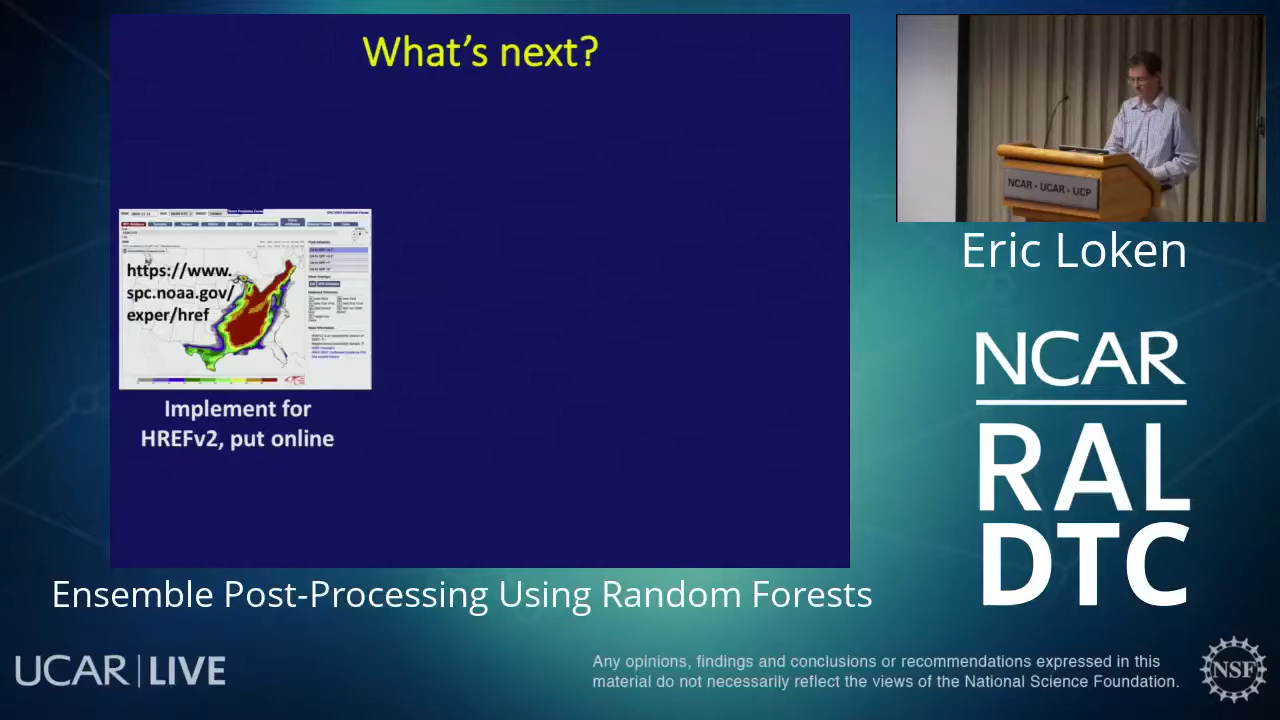 What's next?
https://www.
spc.noaa.gov/
exper/href
Implement for
HREFv2, put online
NCAR • UCAR • UCP
Eric Loken
NCAR
RAL
DTC
Ensemble Post-Processing Using Random Forests
UCAR | LIVE
Any opinions, findings and conclusions or recommendations expressed in this
material do not necessarily reflect the views of the National Science Foundation.
NSF